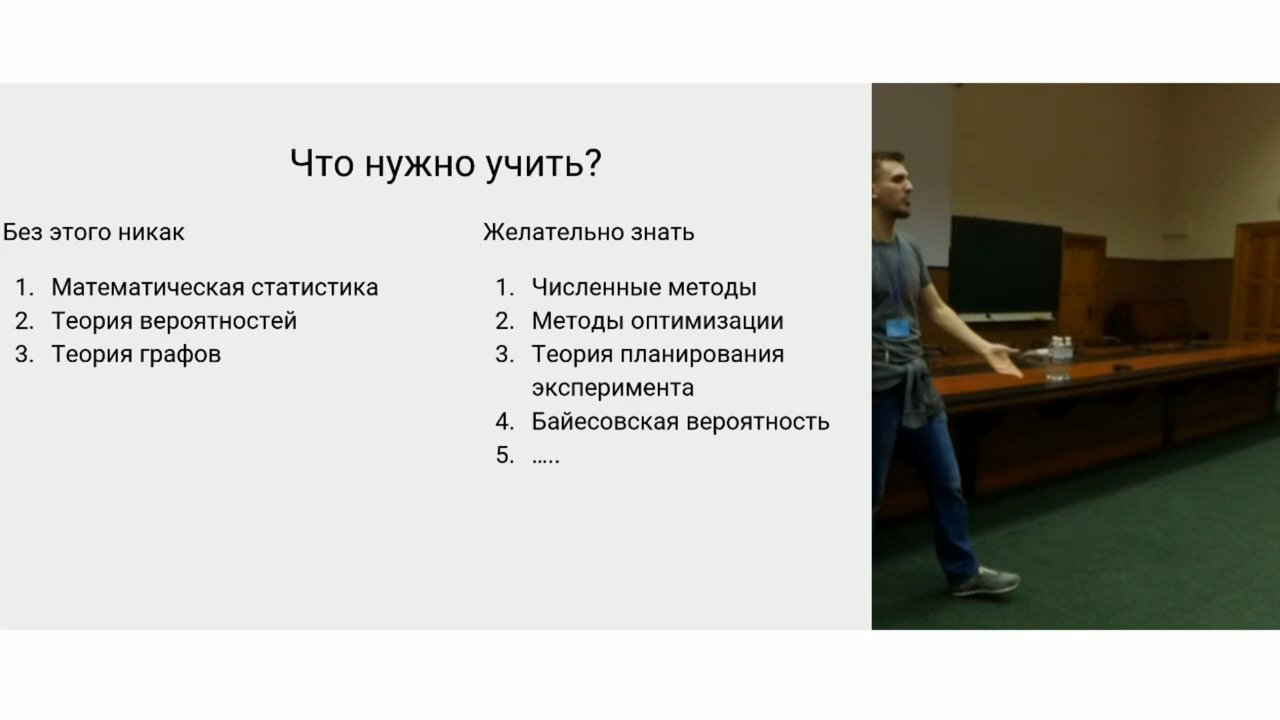 Что нужно учить?
Без этого никак
1. Математическая статистика
2. Теория вероятностей
3. Теория графов
Желательно знать
1. Численные методы
2. Методы оптимизации
3. Теория планирования
эксперимента
4. Байесовская вероятность
5. .....